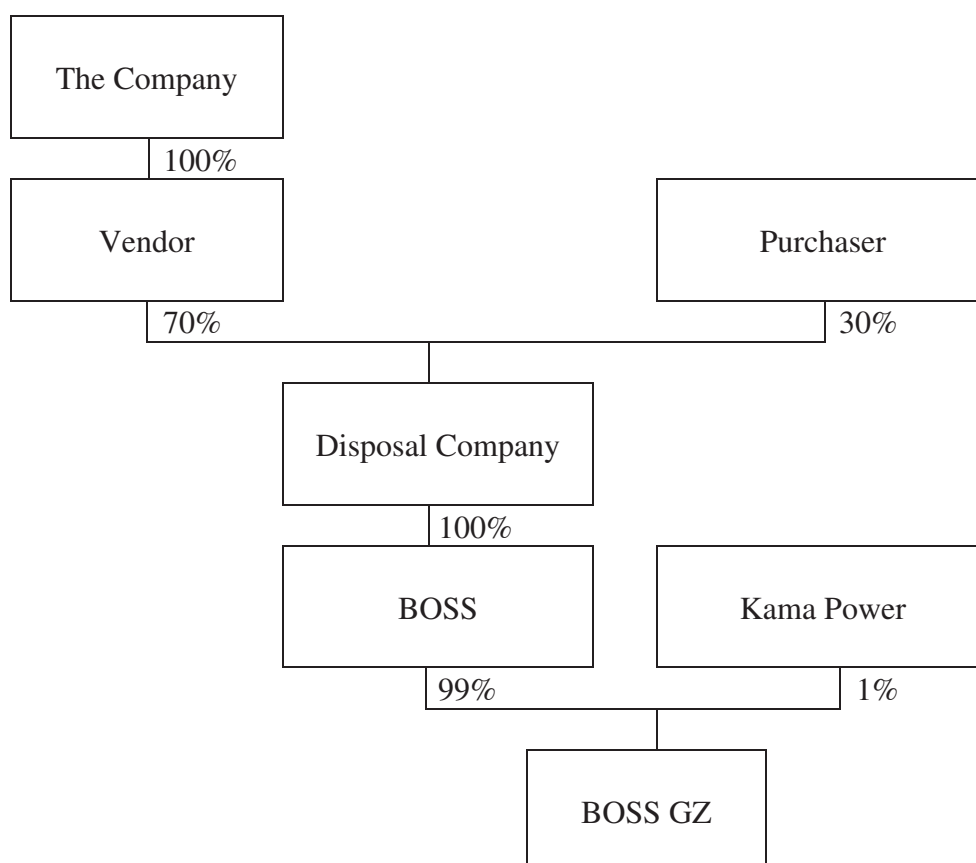 The Company
100%
Vendor
Purchaser
70%
30%
Disposal Company
100%
BOSS
Kama Power
99%
1%
BOSS GZ